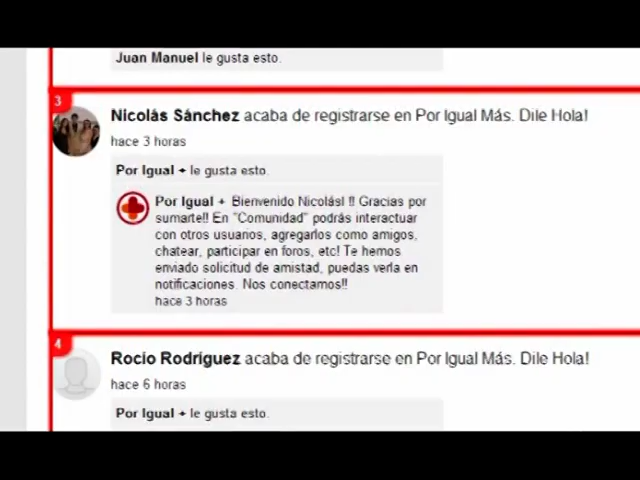 Juan Manuel le gusta esto.
3
Nicolás Sánchez acaba de registrarse en Por Igual Más. Dile Hola!
hace 3 horas
Por Igual + le gusta esto.
Por Igual + Bienvenido Nicolás! !! Gracias por
sumarte!! En "Comunidad" podrás interactuar
con otros usuarios, agregarlos como amigos,
chatear, participar en foros, etc! Te hemos
enviado solicitud de amistad, puedas verla en
notificaciones. Nos conectamos!!
hace 3 horas
4
Rocío Rodríguez acaba de registrarse en Por Igual Más. Dile Hola!
hace 6 horas
Por Igual + le gusta esto.